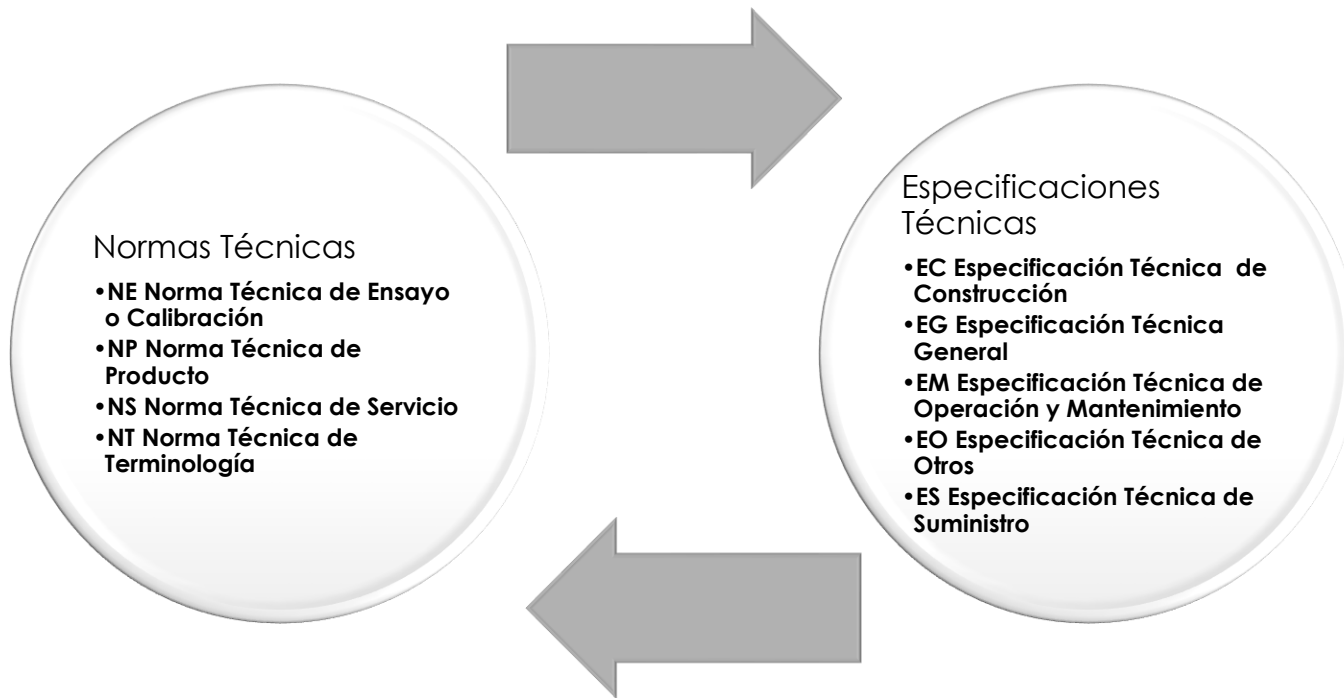 Normas Técnicas
•NE Norma Técnica de Ensayo
o Calibración
•NP Norma Técnica de
Producto
•NS Norma Técnica de Servicio
•NT Norma Técnica de
Terminología
Especificaciones
Técnicas
•EC Especificación Técnica de
Construcción
•EG Especificación Técnica
General
•EM Especificación Técnica de
Operación y Mantenimiento
•EO Especificación Técnica de
Otros
•ES Especificación Técnica de
Suministro